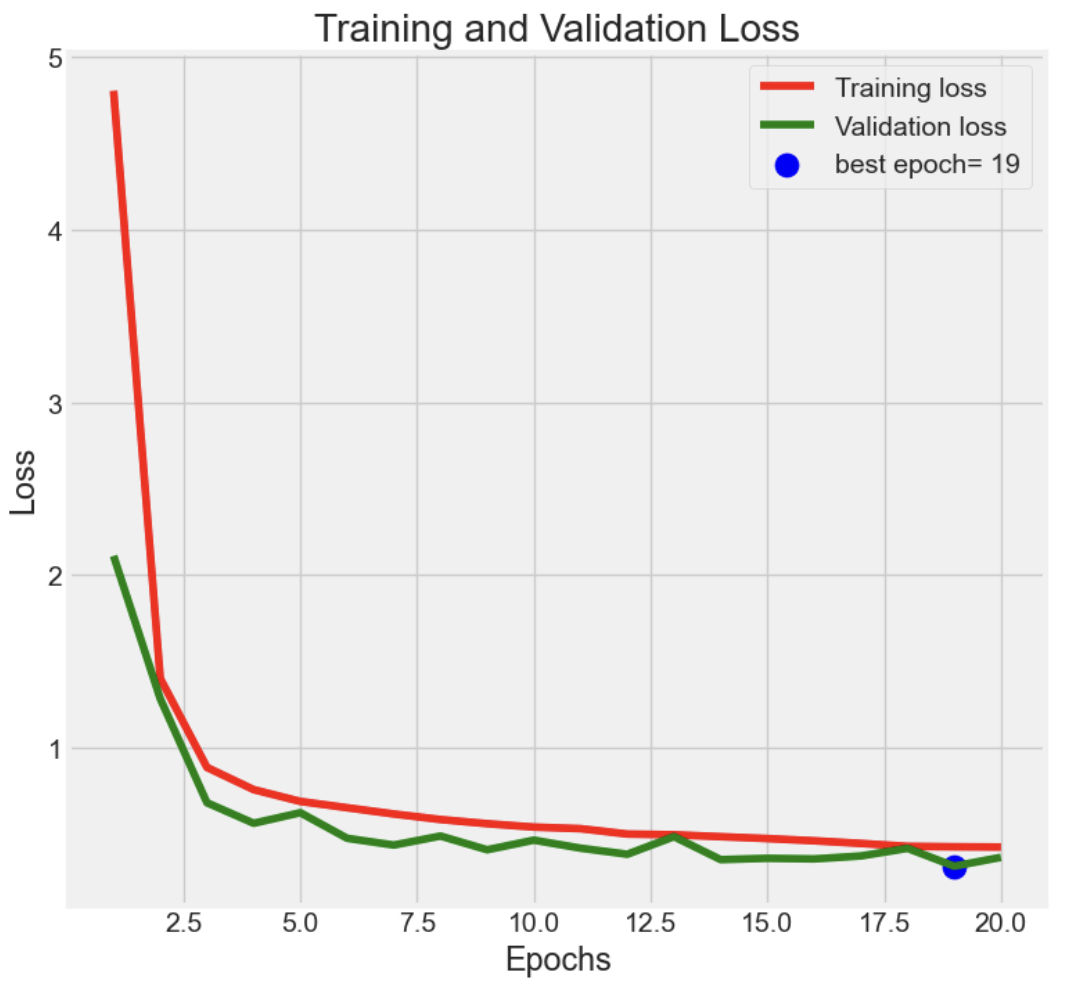 Training and Validation Loss
5
4
3
2
1
Loss
Training loss
Validation loss
best epoch= 19
2.5 5.0 7.5 10.0 12.5 15.0 17.5 20.0
Epochs